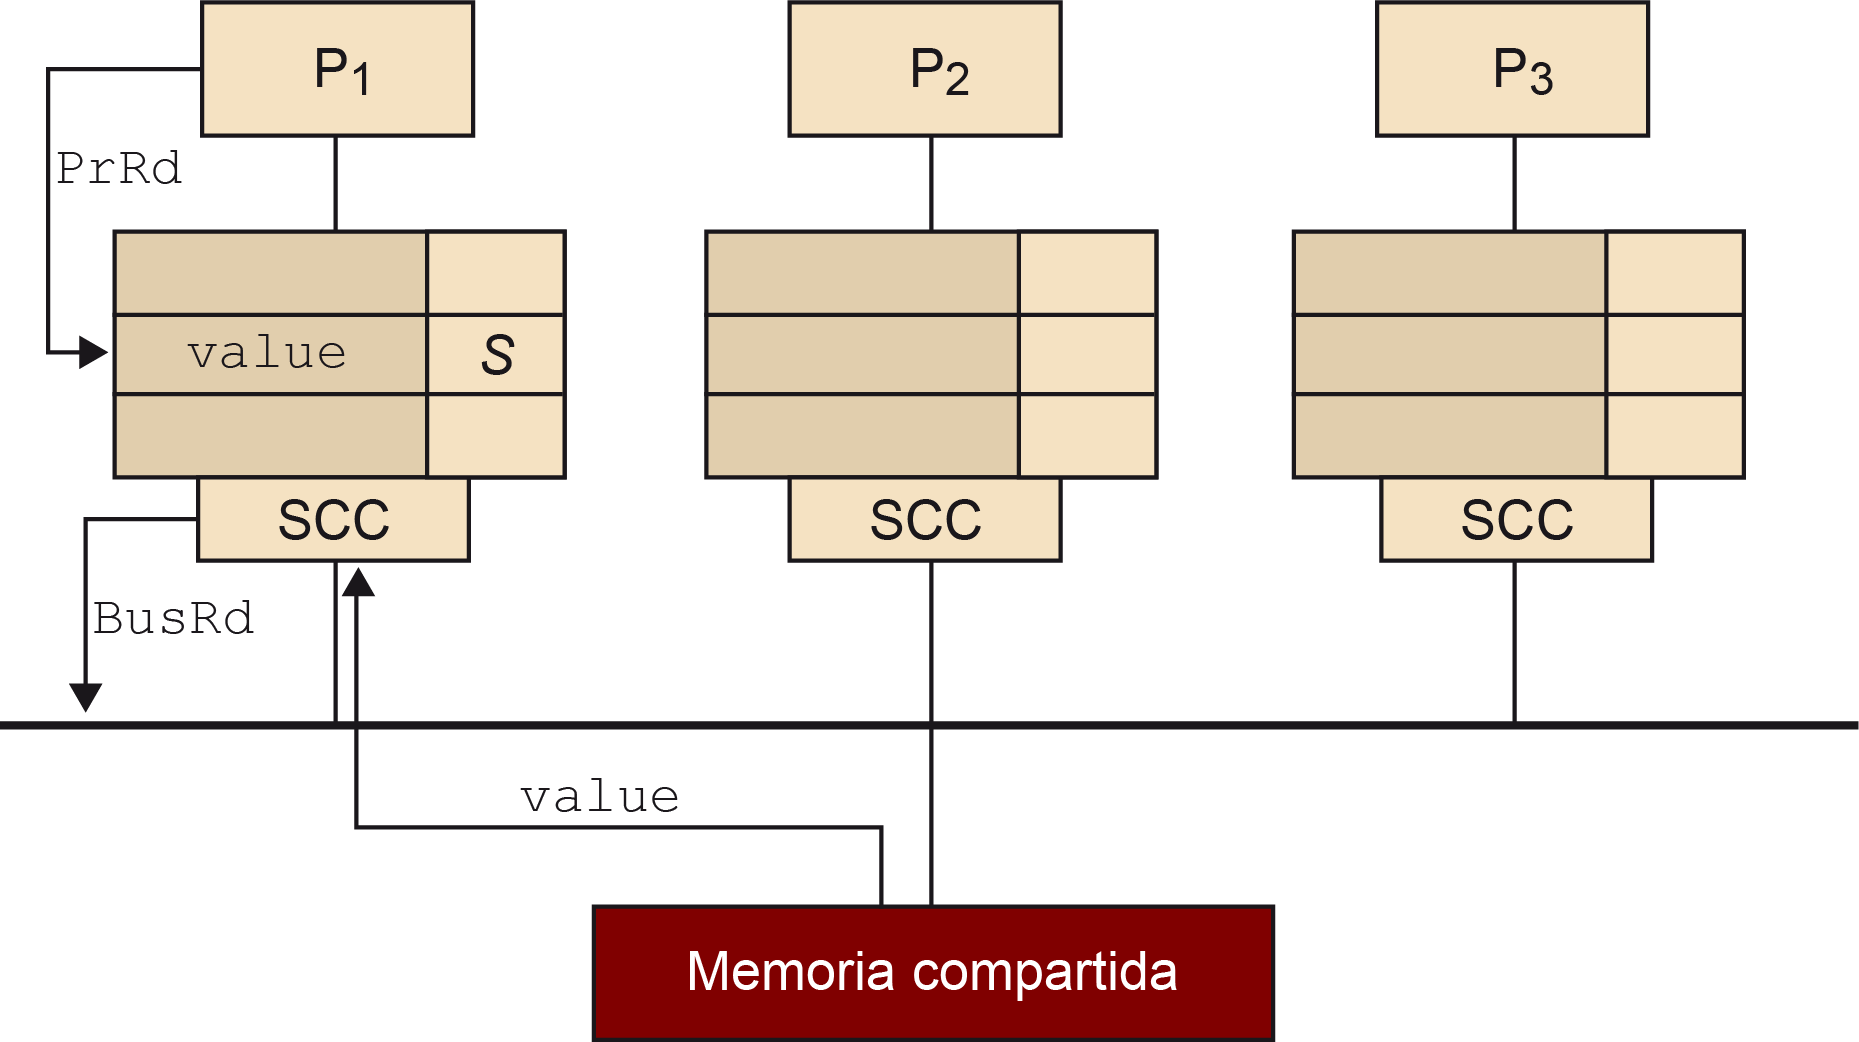 P1
P2
P3
PrRd
value
S
SCC
SCC
SCC
BusRd
value
Memoria compartida